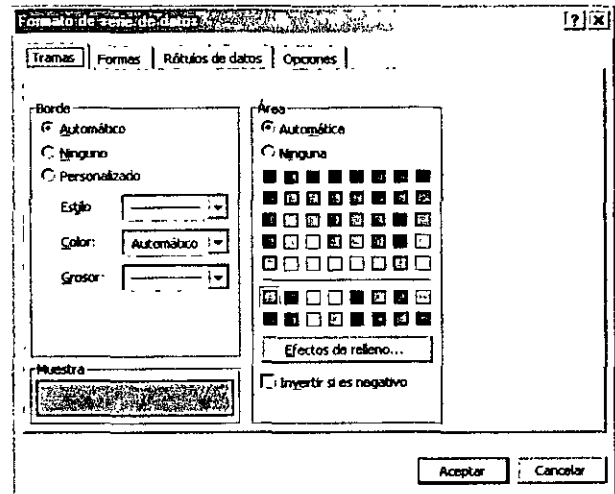 Formato de serie de datos
Tramas Formas Rótulos de datos Opciones
Borde
Automático
Ninguno
Personalizado
Estilo
Color: Automático
Grosor:
Muestra
Área
Automática
Ninguna
Efectos de relleno...
Invertir si es negativo
Aceptar Cancelar